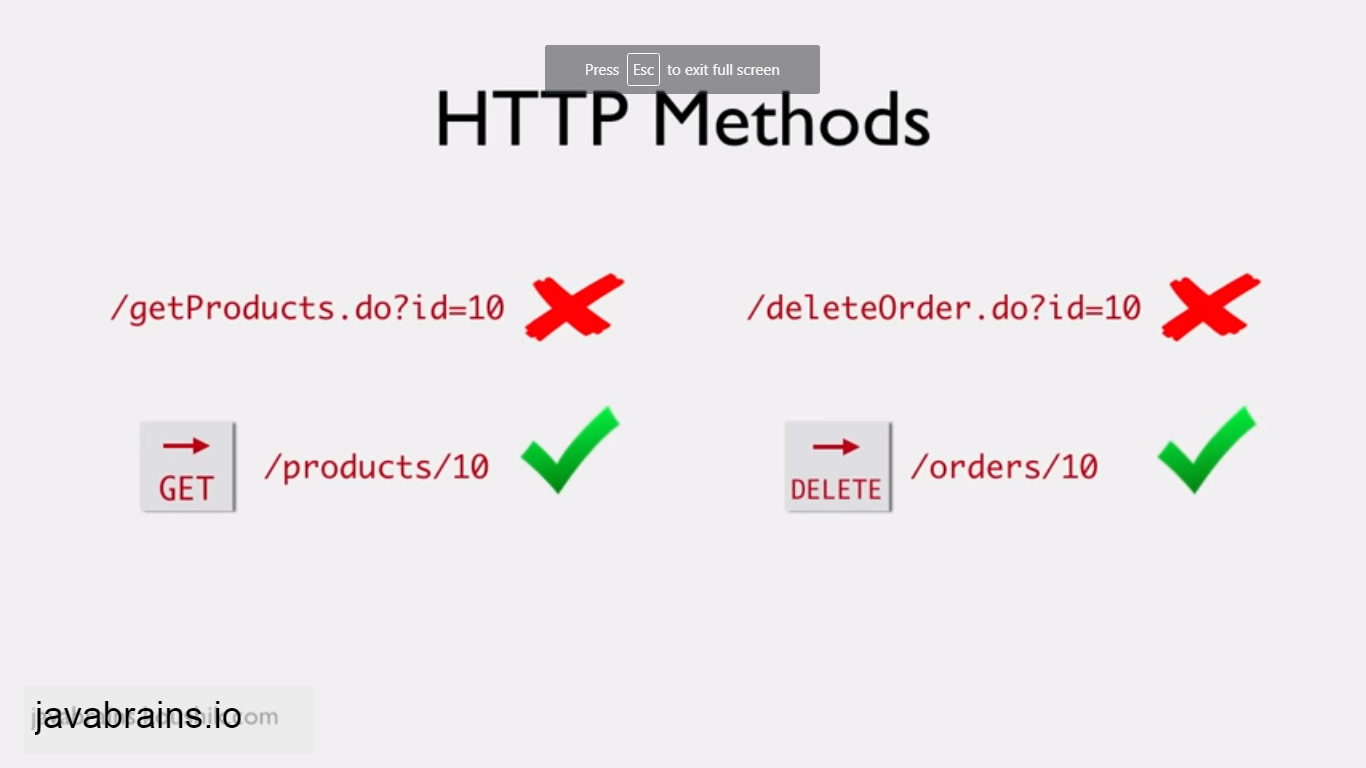 Press Esc to exit full screen
HTTP Methods
/getProducts.do?id=10
/deleteOrder.do?id=10
GET
/products/10
DELETE
/orders/10
javabrains.io